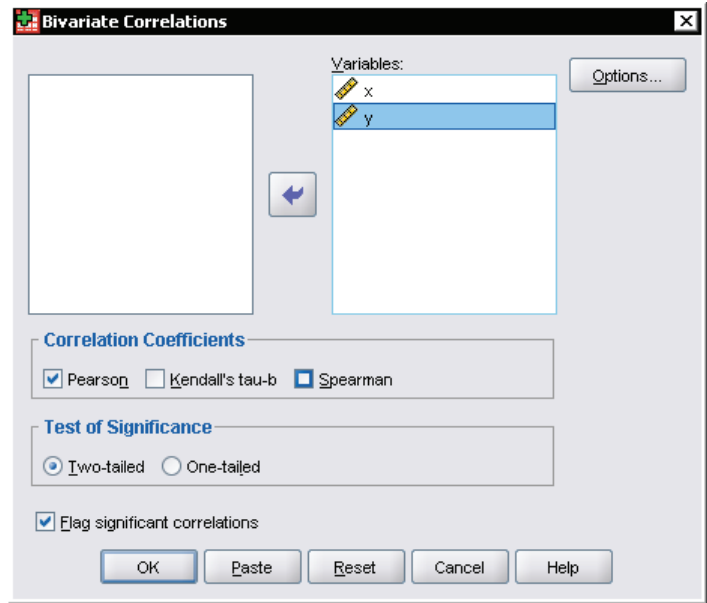 Bivariate Correlations
Variables:
x
y
Options...
Correlation Coefficients
Pearson Kendall's tau-b Spearman
Test of Significance
Two-tailed One-tailed
Flag significant correlations
OK Paste Reset Cancel Help